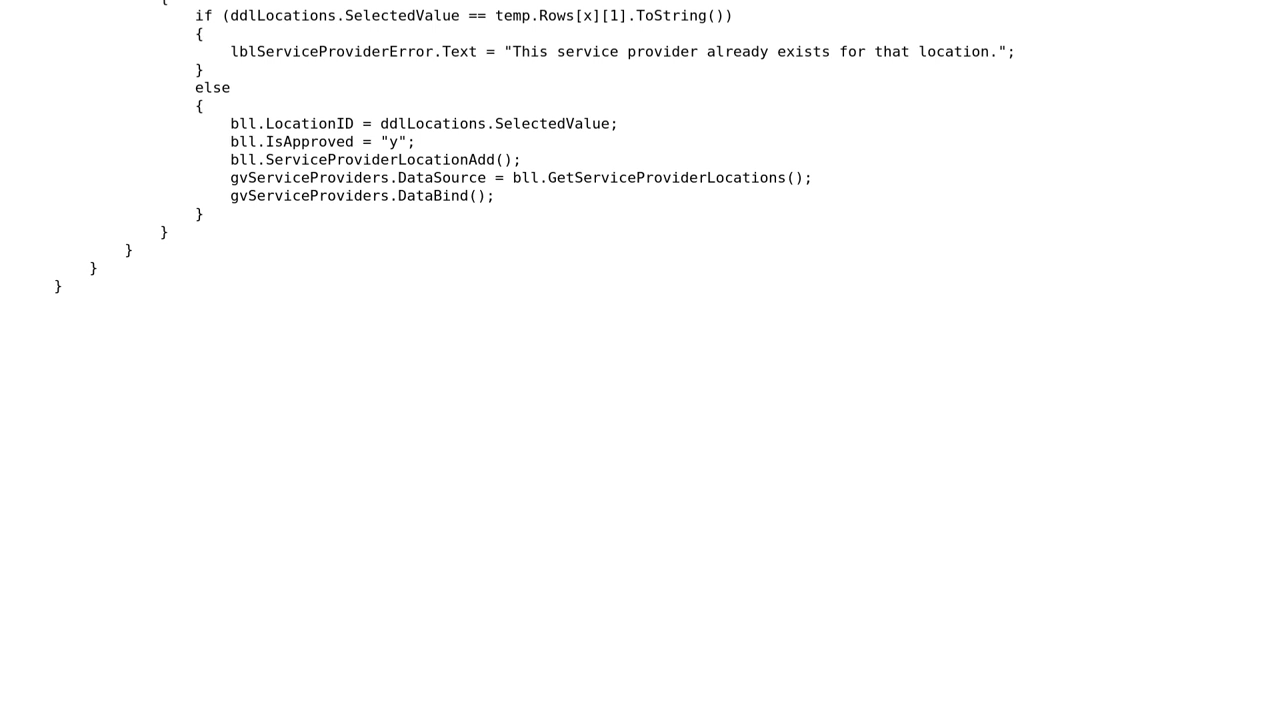 {
if (ddlLocations.SelectedValue == temp.Rows[x][1].ToString())
{
lblServiceProviderError.Text = "This service provider already exists for that location.";
}
else
{
bll.LocationID = ddlLocations.SelectedValue;
bll.IsApproved = "y";
bll.ServiceProviderLocationAdd();
gvServiceProviders.DataSource = bll.GetServiceProviderLocations();
gvServiceProviders.DataBind();
}
}
}
}
}